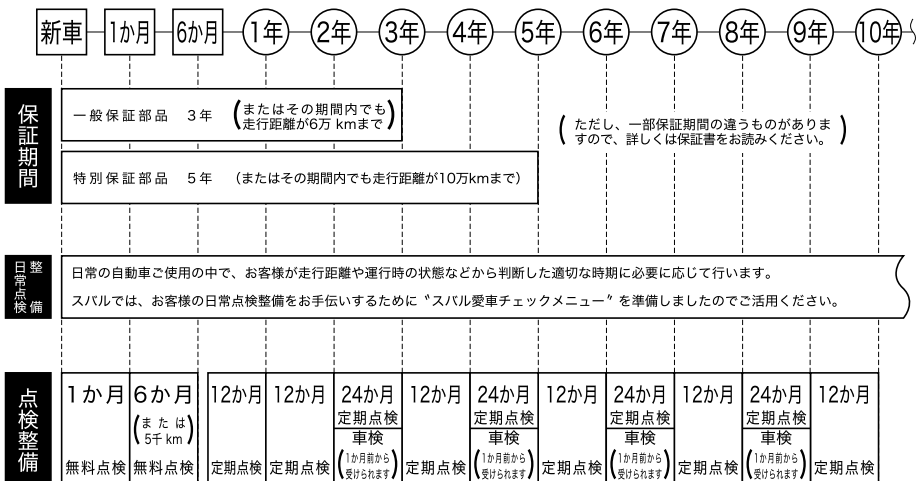 新車 1か月 6か月 1年 2年 3年 4年 5年 6年 7年 8年 9年 10年
保証期間
一般保証部品 3年 (またはその期間内でも
走行距離が6万 kmまで)
(ただし、一部保証期間の違うものがありま
すので、詳しくは保証書をお読みください。)
特別保証部品 5年 (またはその期間内でも走行距離が10万kmまで)
日常点検
整備
日常の自動車ご使用の中で、お客様が走行距離や運行時の状態などから判断した適切な時期に必要に応じて行います。
スバルでは、お客様の日常点検整備をお手伝いするために〝スバル愛車チェックメニュー〞を準備しましたのでご活用ください。
点検整備
1か月
無料点検
6か月
(または
5千km)
無料点検
12か月
定期点検
12か月
定期点検
24か月
定期点検
車検
(1か月前から
受けられます)
12か月
定期点検
24か月
定期点検
車検
(1か月前から
受けられます)
12か月
定期点検
24か月
定期点検
車検
(1か月前から
受けられます)
12か月
定期点検
24か月
定期点検
車検
(1か月前から
受けられます)
12か月
定期点検